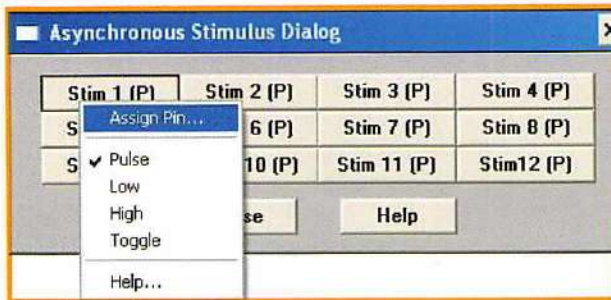 Asynchronous Stimulus Dialog
Stim 1 (P) Stim 2 (P) Stim 3 (P) Stim 4 (P)
Assign Pin...
S 6 (P) Stim 7 (P) Stim 8 (P)
S 10 (P) Stim 11 (P) Stim12 (P)
Pulse
Low
High
Toggle
Help...
se Help